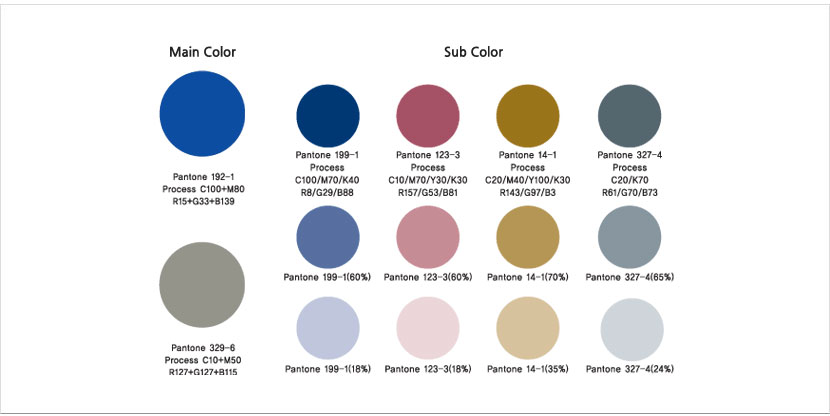 Main Color
Sub Color
Pantone 192-1
Process C100+M80
R15+G33+B139
Pantone 329-6
Process C10+M50
R127+G127+B115
Pantone 199-1
Process
C100/M70/K40
R8/G29/B88
Pantone 123-3
Process
C10/M70/Y30/K30
R157/G53/B81
Pantone 14-1
Process
C20/M40/Y100/K30
R143/G97/B3
Pantone 327-4
Process
C20/K70
R61/G70/B73
Pantone 199-1(60%)
Pantone 123-3(60%)
Pantone 14-1(70%)
Pantone 327-4(65%)
Pantone 199-1(18%)
Pantone 123-3(18%)
Pantone 14-1(35%)
Pantone 327-4(24%)